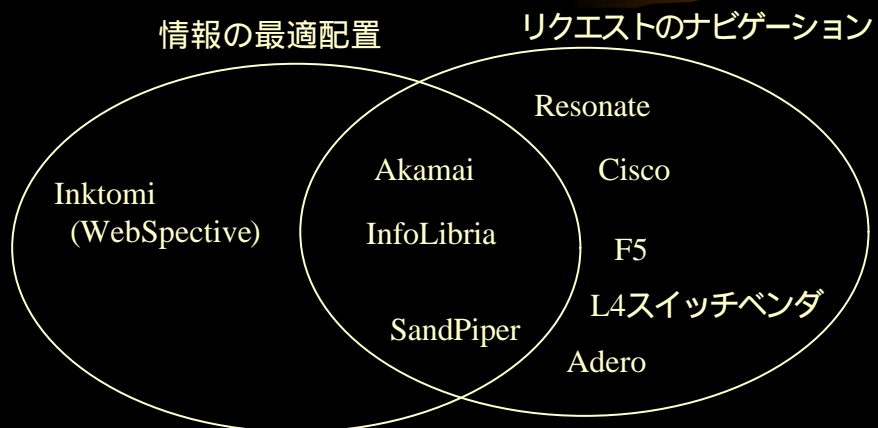 情報の最適配置
リクエストのナビゲーション
Inktomi
(WebSpective)
Akamai
InfoLibria
SandPiper
Resonate
Cisco
F5
L4スイッチベンダ
Adero